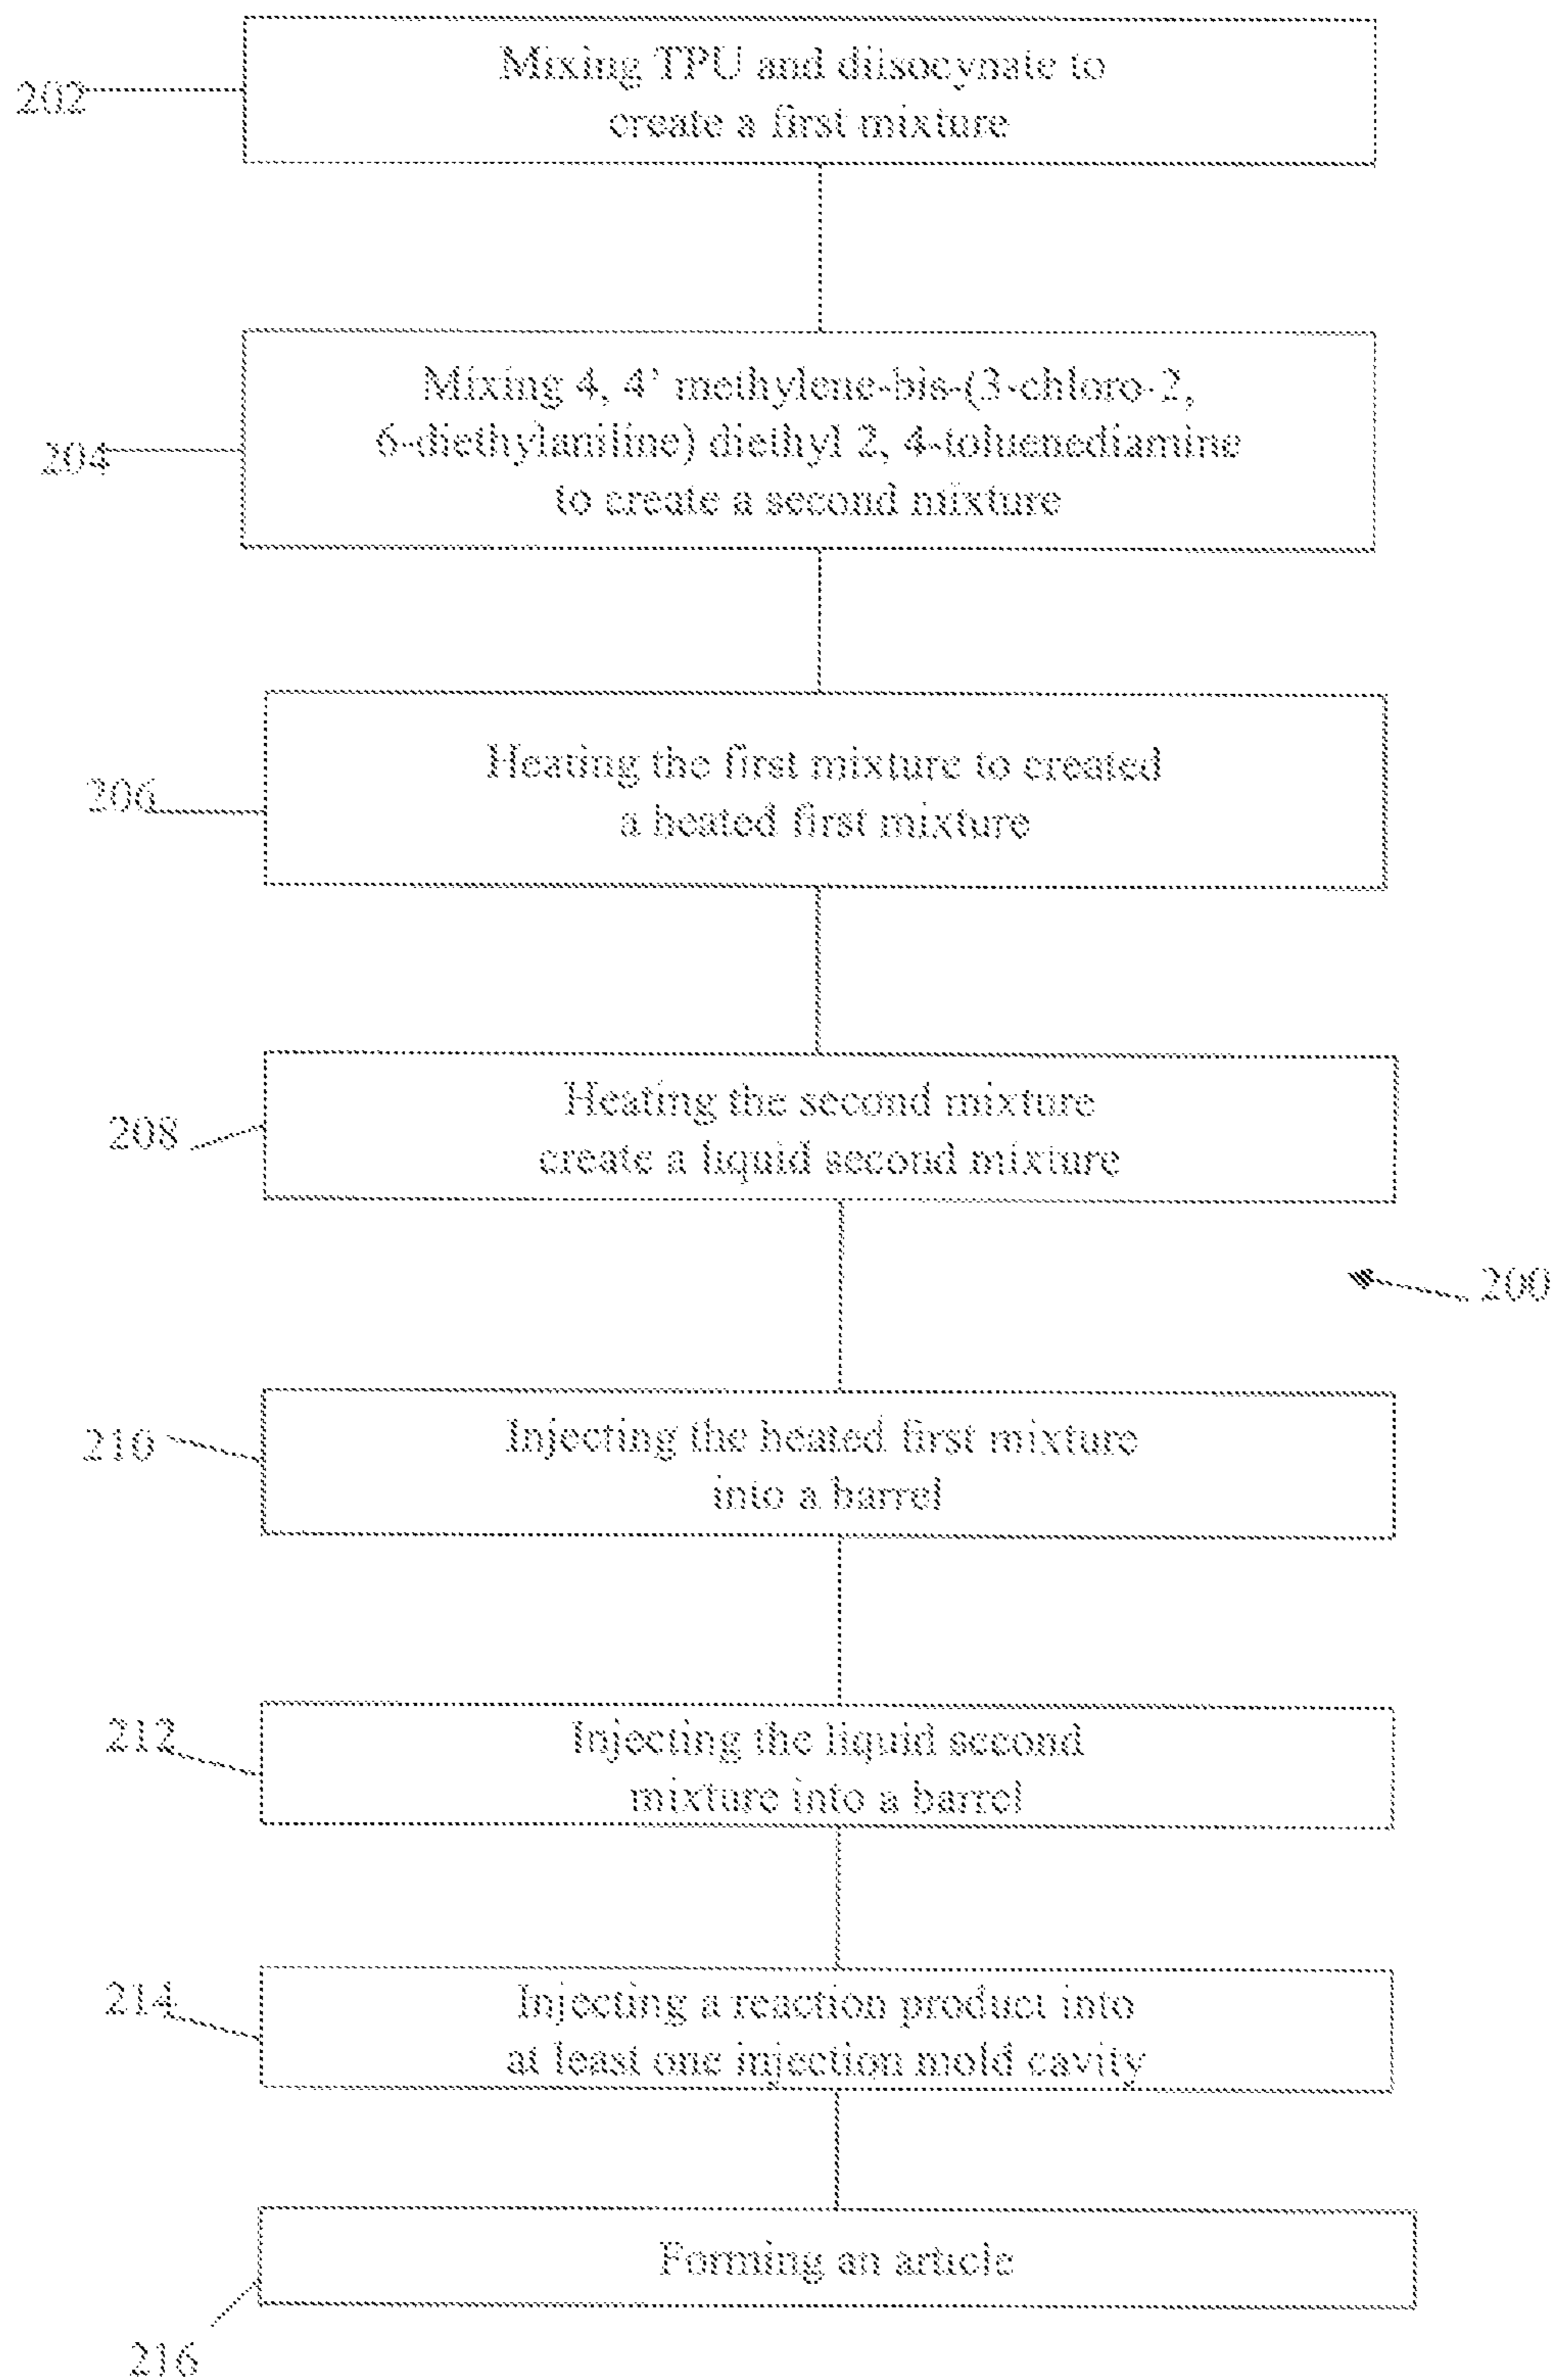 Mixing TPU and diisocynate to
create a first mixture
202
Mixing 4, 4' methylene-bis-(3-chloro-2,
6-diethylaniline) diethyl 2, 4-toluenediamine
to create a second mixture
204
Heating the first mixture to created
a heated first mixture
206
Heating the second mixture
create a liquid second mixture
208
200
Injecting the heated first mixture
into a barrel
210
Injecting the liquid second
mixture into a barrel
212
Injecting a reaction product into
at least one injection mold cavity
214
Forming an article
216